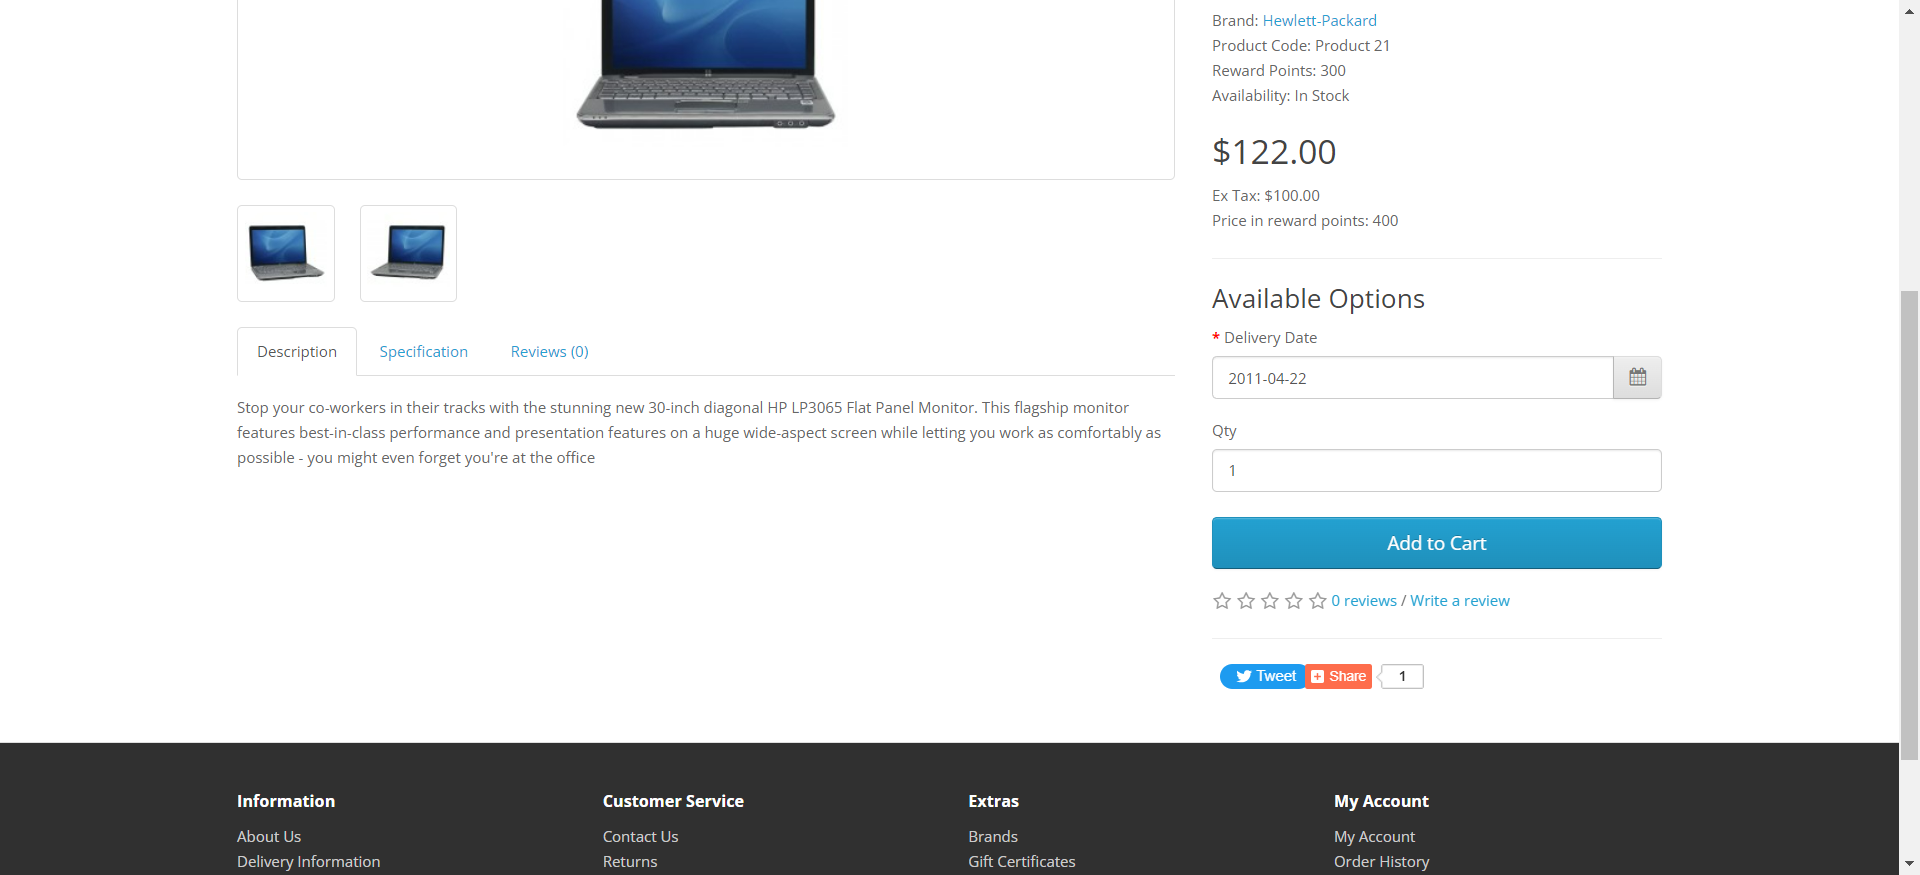 Brand: Hewlett-Packard
Product Code: Product 21
Reward Points: 300
Availability: In Stock
$122.00
Ex Tax: $100.00
Price in reward points: 400
Available Options
* Delivery Date
2011-04-22
Qty
1
Add to Cart
0 reviews / Write a review
Tweet
Share
1
Description
Specification
Reviews (0)
Stop your co-workers in their tracks with the stunning new 30-inch diagonal HP LP3065 Flat Panel Monitor. This flagship monitor
features best-in-class performance and presentation features on a huge wide-aspect screen while letting you work as comfortably as
possible - you might even forget you're at the office
Information
About Us
Delivery Information
Customer Service
Contact Us
Returns
Extras
Brands
Gift Certificates
My Account
My Account
Order History